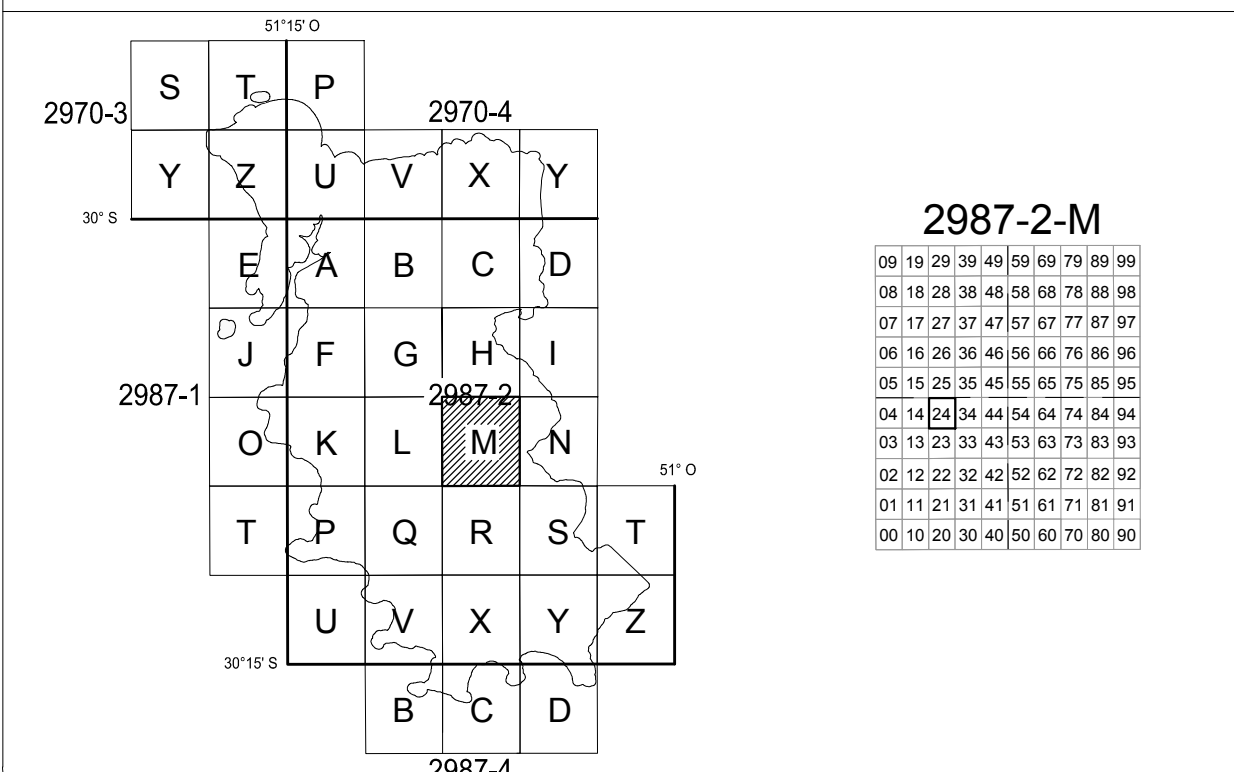 51°15' O
S T P
2970-3 2970-4
Y Z U V X Y
30° S
E A B C D
J F G H I
2987-1 2987-2
O K L M N
51° O
T P Q R S T
U V X Y Z
30°15' S
B C D
2987-4
2987-2-M
09 19 29 39 49 59 69 79 89 99
08 18 28 38 48 58 68 78 88 98
07 17 27 37 47 57 67 77 87 97
06 16 26 36 46 56 66 76 86 96
05 15 25 35 45 55 65 75 85 95
04 14 24 34 44 54 64 74 84 94
03 13 23 33 43 53 63 73 83 93
02 12 22 32 42 52 62 72 82 92
01 11 21 31 41 51 61 71 81 91
00 10 20 30 40 50 60 70 80 90